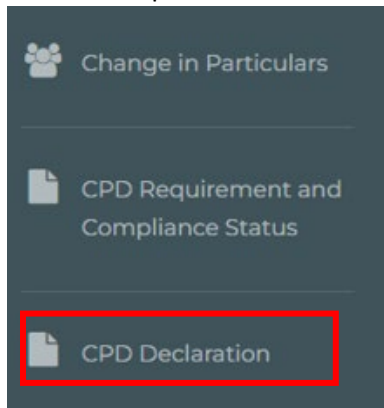 Change in Particulars
CPD Requirement and
Compliance Status
CPD Declaration